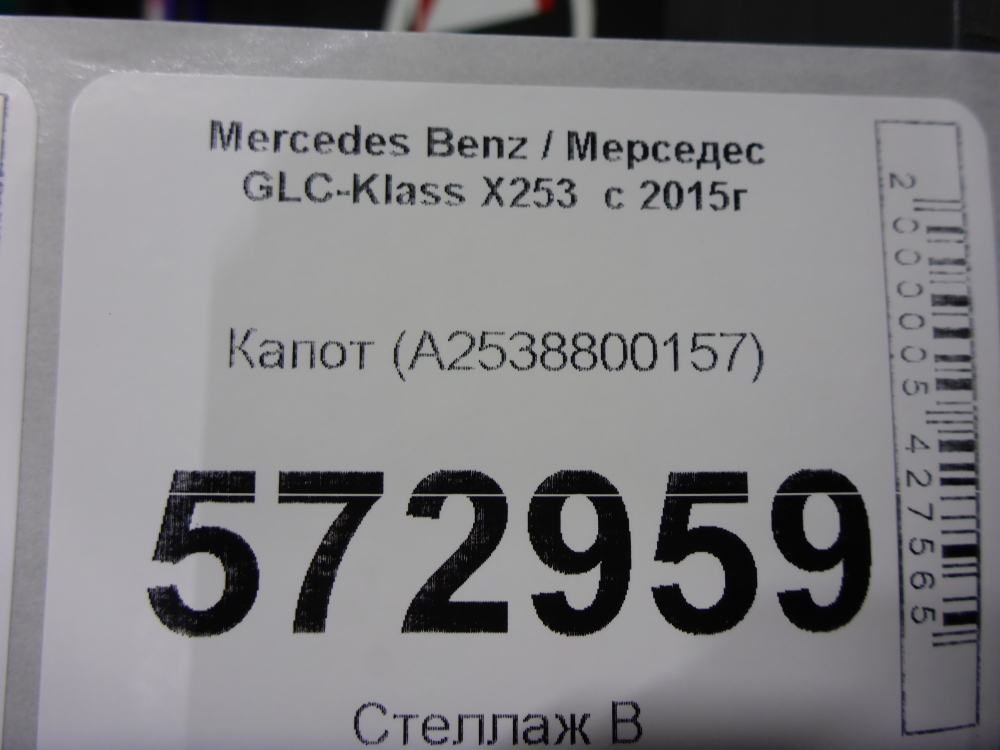 Mercedes Benz / Мерседес
GLC-Klass X253 с 2015г
Капот (A2538800157)
572959
Стеллаж В
2000005427565